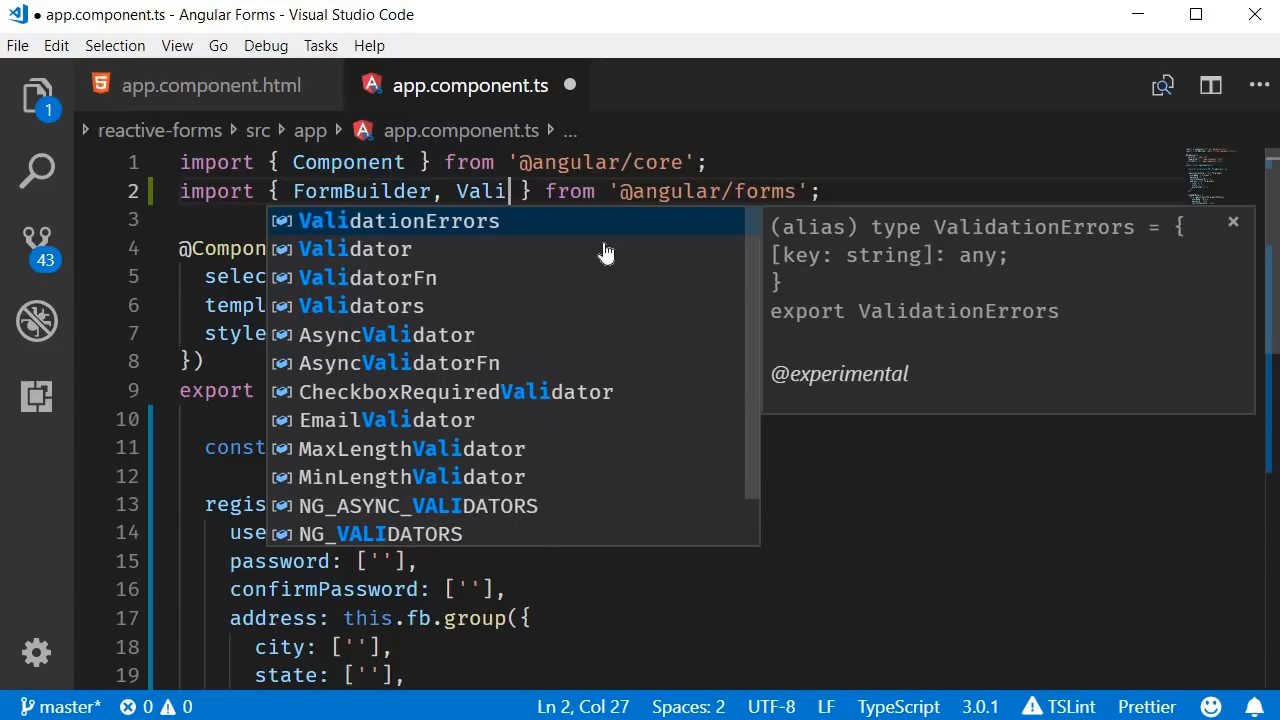 ● app.component.ts - Angular Forms - Visual Studio Code
File Edit Selection View Go Debug Tasks Help
app.component.html app.component.ts ●
reactive-forms src app app.component.ts ...
1 import { Component } from '@angular/core';
2 import { FormBuilder, Vali } from '@angular/forms';
3
4 @Compon
5 selec
6 templ
7 style
8 })
9 export
10
11 const
12
13 regis
14 use
15 password: [''],
16 confirmPassword: [''],
17 address: this.fb.group({
18 city: [''],
19 state: [''],
ValidationErrors
Validator
ValidatorFn
Validators
AsyncValidator
AsyncValidatorFn
CheckboxRequiredValidator
EmailValidator
MaxLengthValidator
MinLengthValidator
NG_ASYNC_VALIDATORS
NG_VALIDATORS
(alias) type ValidationErrors = {
[key: string]: any;
}
export ValidationErrors
@experimental
1
43
master* 0 0 Ln 2, Col 27 Spaces: 2 UTF-8 LF TypeScript 3.0.1 TSLint Prettier